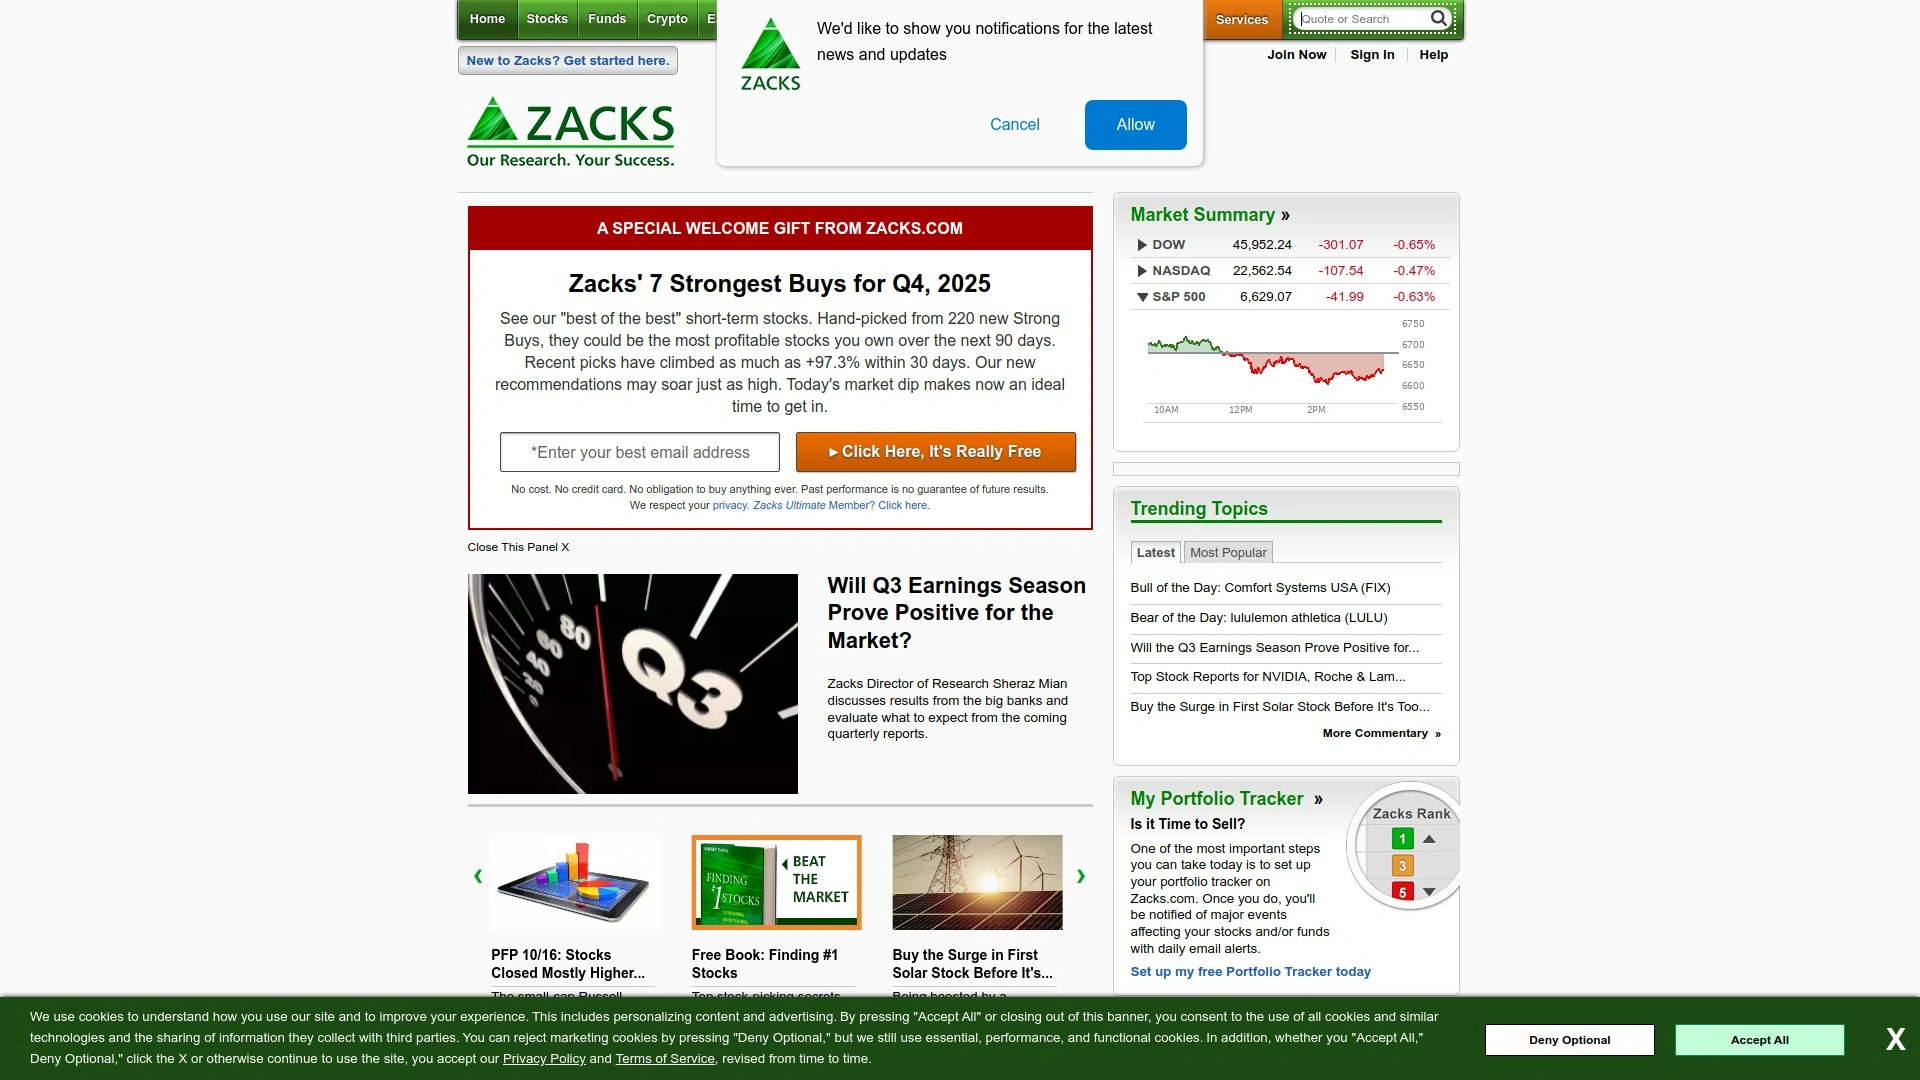 Home
Stocks
Funds
Crypto
We'd like to show you notifications for the latest
news and updates
ZACKS
Cancel
Allow
Services
Quote or Search
Join Now
Sign In
Help
New to Zacks? Get started here.
ZACKS
Our Research. Your Success.
A SPECIAL WELCOME GIFT FROM ZACKS.COM
Zacks' 7 Strongest Buys for Q4, 2025
See our "best of the best" short-term stocks. Hand-picked from 220 new Strong
Buys, they could be the most profitable stocks you own over the next 90 days.
Recent picks have climbed as much as +97.3% within 30 days. Our new
recommendations may soar just as high. Today's market dip makes now an ideal
time to get in.
*Enter your best email address
▸ Click Here, It's Really Free
No cost. No credit card. No obligation to buy anything ever. Past performance is no guarantee of future results.
We respect your privacy. Zacks Ultimate Member? Click here.
Close This Panel X
20 40 60 80 Q3
Will Q3 Earnings Season
Prove Positive for the
Market?
Zacks Director of Research Sheraz Mian
discusses results from the big banks and
evaluate what to expect from the coming
quarterly reports.
FINDING
#1 STOCKS
BEAT
THE
MARKET
PFP 10/16: Stocks
Closed Mostly Higher...
The small-cap Russell
Free Book: Finding #1
Stocks
Top stock-picking secrets
Buy the Surge in First
Solar Stock Before It's...
Being boosted by a
Market Summary »
DOW 45,952.24 -301.07 -0.65%
NASDAQ 22,562.54 -107.54 -0.47%
S&P 500 6,629.07 -41.99 -0.63%
6750
6700
6650
6600
6550
10AM 12PM 2PM
Trending Topics
Latest
Most Popular
Bull of the Day: Comfort Systems USA (FIX)
Bear of the Day: lululemon athletica (LULU)
Will the Q3 Earnings Season Prove Positive for...
Top Stock Reports for NVIDIA, Roche & Lam...
Buy the Surge in First Solar Stock Before It's Too...
More Commentary »
My Portfolio Tracker »
Is it Time to Sell?
One of the most important steps
you can take today is to set up
your portfolio tracker on
Zacks.com. Once you do, you'll
be notified of major events
affecting your stocks and/or funds
with daily email alerts.
Set up my free Portfolio Tracker today
Zacks Rank
1
3
5
We use cookies to understand how you use our site and to improve your experience. This includes personalizing content and advertising. By pressing "Accept All" or closing out of this banner, you consent to the use of all cookies and similar
technologies and the sharing of information they collect with third parties. You can reject marketing cookies by pressing "Deny Optional," but we still use essential, performance, and functional cookies. In addition, whether you "Accept All,"
Deny Optional," click the X or otherwise continue to use the site, you accept our Privacy Policy and Terms of Service, revised from time to time.
Deny Optional
Accept All
X